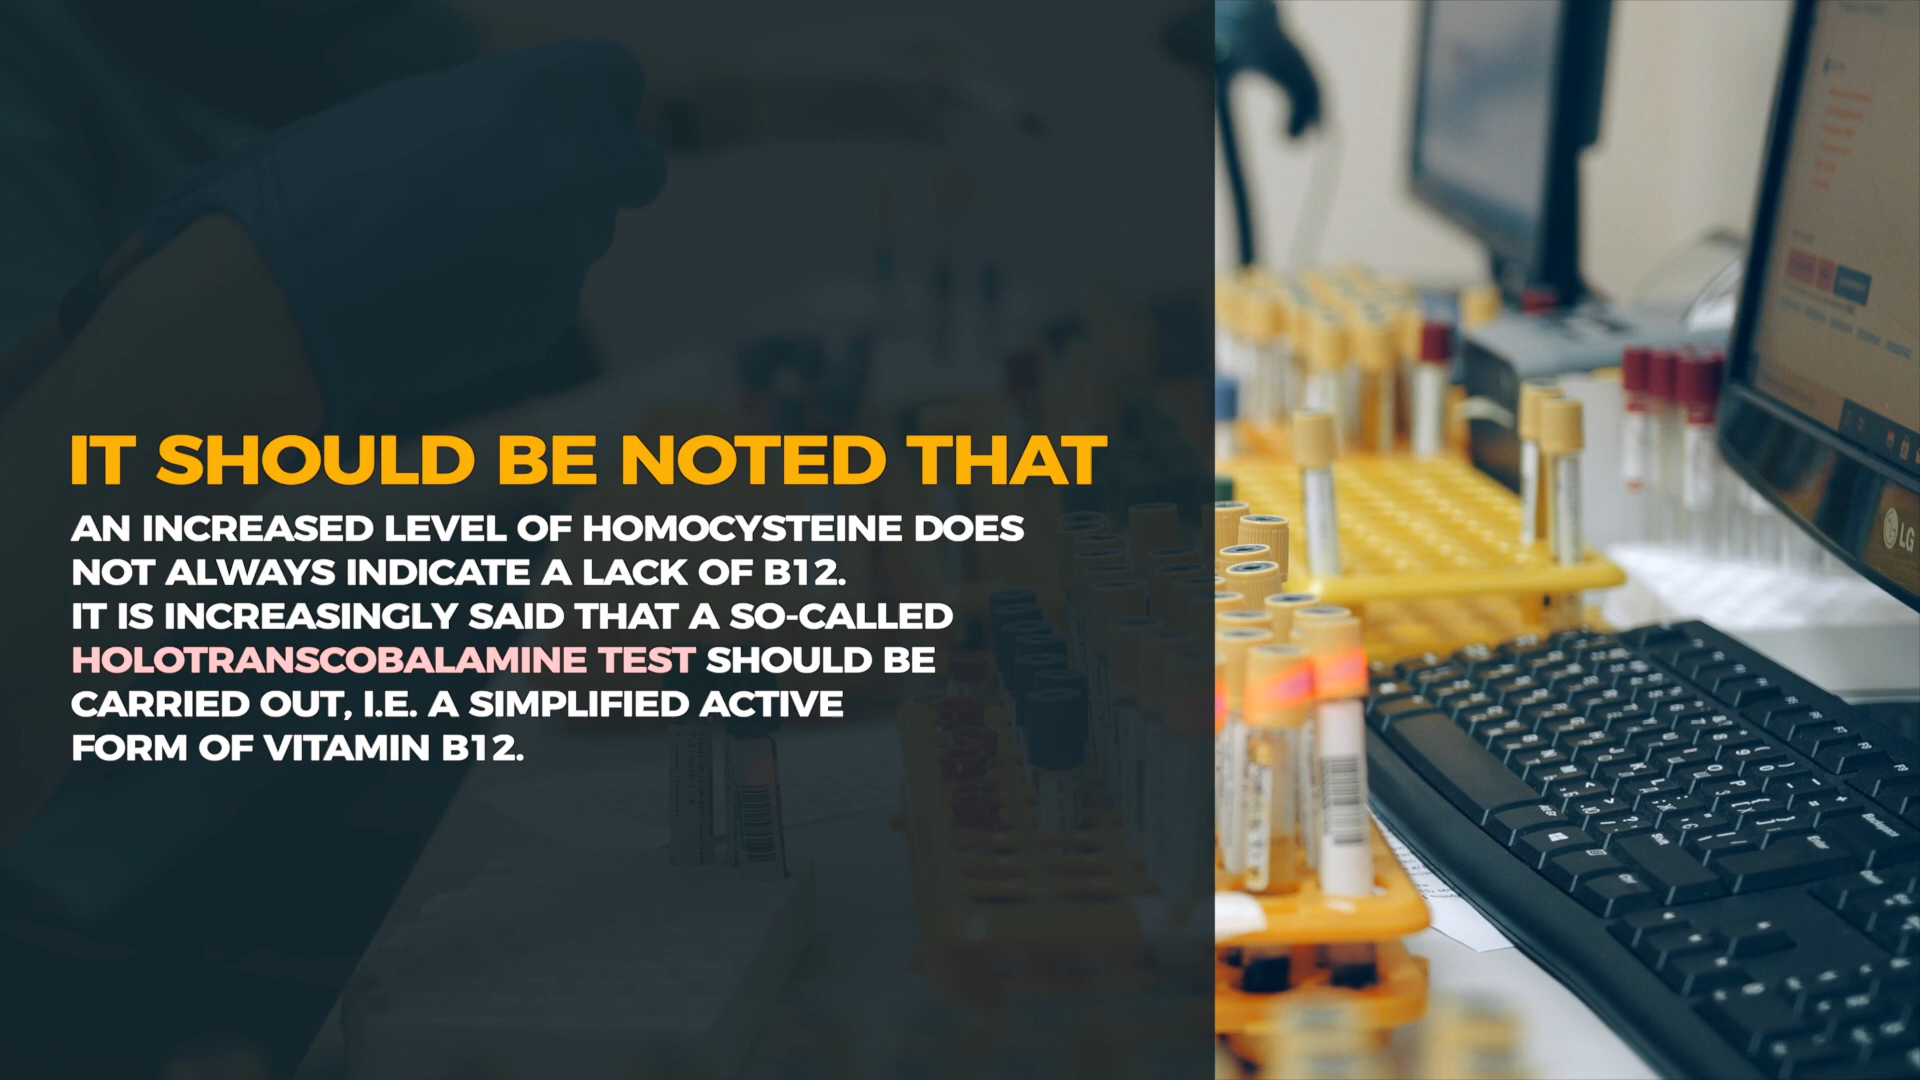 IT SHOULD BE NOTED THAT
AN INCREASED LEVEL OF HOMOCYSTEINE DOES
NOT ALWAYS INDICATE A LACK OF B12.
IT IS INCREASINGLY SAID THAT A SO-CALLED
HOLOTRANSCOBALAMINE TEST SHOULD BE
CARRIED OUT, I.E. A SIMPLIFIED ACTIVE
FORM OF VITAMIN B12.
LG
Backspace